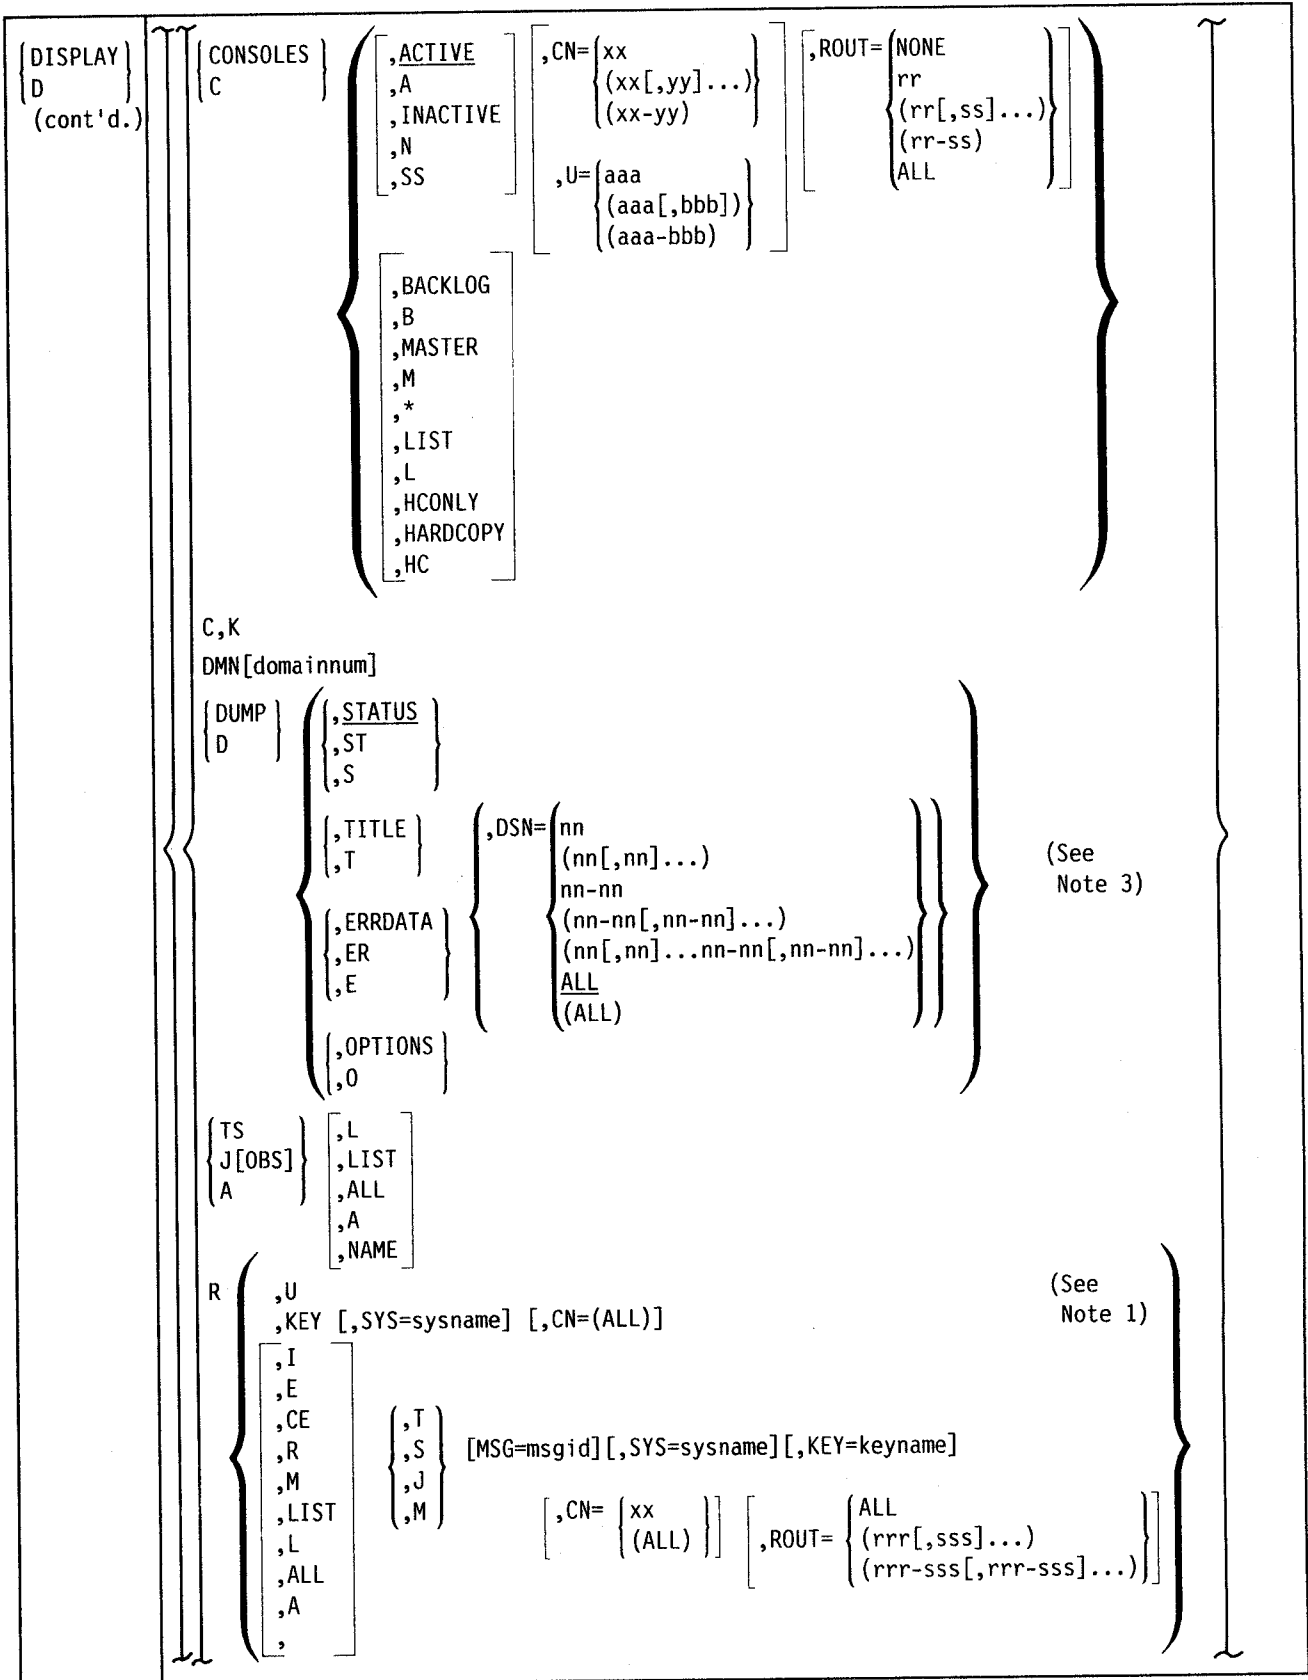 DISPLAY
D
(cont'd.)
CONSOLES
C
,ACTIVE
,A
,INACTIVE
,N
,SS
,CN= xx
(xx[,yy]...)
(xx-yy)
,U= aaa
(aaa[,bbb])
(aaa-bbb)
,ROUT= NONE
rr
(rr[,ss]...)
(rr-ss)
ALL
,BACKLOG
,B
,MASTER
,M
,*
,LIST
,L
,HCONLY
,HARDCOPY
,HC
C,K
DMN[domainnum]
DUMP
D
,STATUS
,ST
,S
,TITLE
,T
,ERRDATA
,ER
,E
,OPTIONS
,O
,DSN= nn
(nn[,nn]...)
nn-nn
(nn-nn[,nn-nn]...)
(nn[,nn]...nn-nn[,nn-nn]...)
ALL
(ALL)
(See
Note 3)
TS
J[OBS]
A
,L
,LIST
,ALL
,A
,NAME
R
,U
,KEY [,SYS=sysname] [,CN=(ALL)]
(See
Note 1)
,I
,E
,CE
,R
,M
,LIST
,L
,ALL
,A
,
,T
,S
,J
,M
[MSG=msgid][,SYS=sysname][,KEY=keyname]
[,CN= xx
(ALL)]
[,ROUT= ALL
(rrr[,sss]...)
(rrr-sss[,rrr-sss]...)]